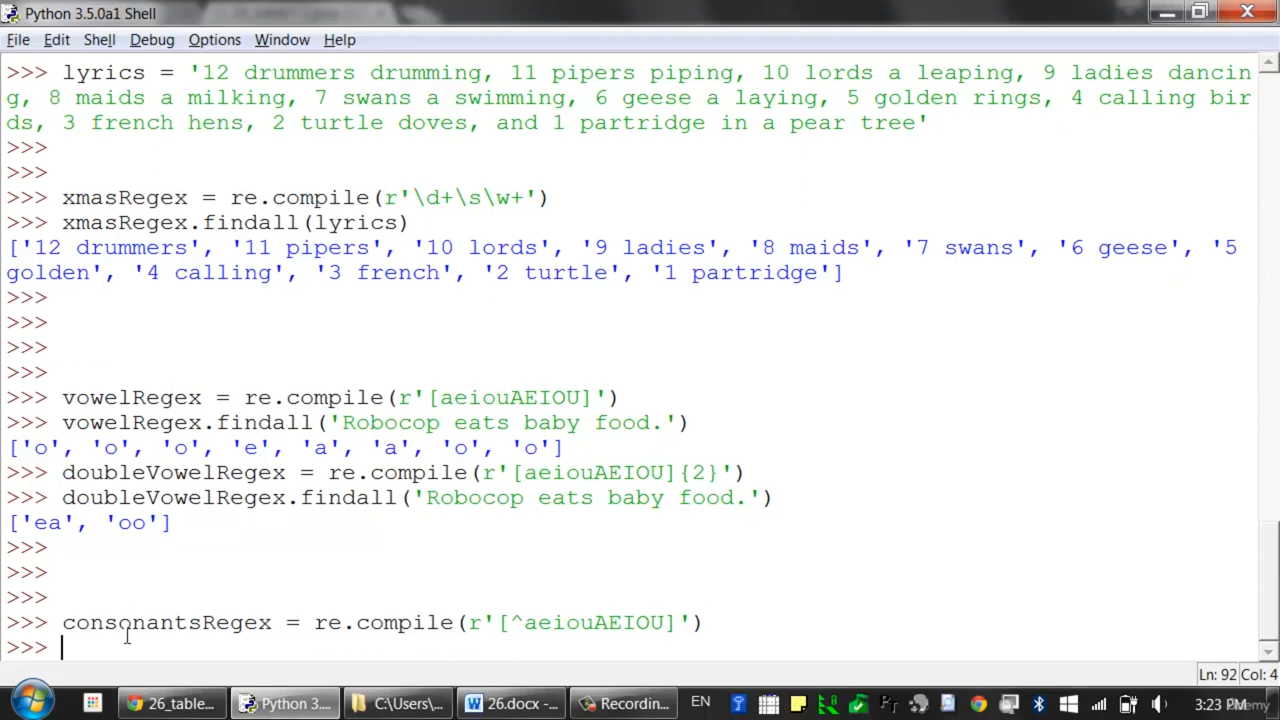 Python 3.5.0a1 Shell
File Edit Shell Debug Options Window Help
>>> lyrics = '12 drummers drumming, 11 pipers piping, 10 lords a leaping, 9 ladies dancin
g, 8 maids a milking, 7 swans a swimming, 6 geese a laying, 5 golden rings, 4 calling bir
ds, 3 french hens, 2 turtle doves, and 1 partridge in a pear tree'
>>>
>>>
>>> xmasRegex = re.compile(r'\d+\s\w+')
>>> xmasRegex.findall(lyrics)
['12 drummers', '11 pipers', '10 lords', '9 ladies', '8 maids', '7 swans', '6 geese', '5
golden', '4 calling', '3 french', '2 turtle', '1 partridge']
>>>
>>>
>>>
>>>
>>> vowelRegex = re.compile(r'[aeiouAEIOU]')
>>> vowelRegex.findall('Robocop eats baby food.')
['o', 'o', 'o', 'e', 'a', 'a', 'o', 'o']
>>> doubleVowelRegex = re.compile(r'[aeiouAEIOU]{2}')
>>> doubleVowelRegex.findall('Robocop eats baby food.')
['ea', 'oo']
>>>
>>>
>>>
>>> consonantsRegex = re.compile(r'[^aeiouAEIOU]')
>>>
Ln: 92 Col: 4
26_table... Python 3.... C:\Users\... 26.docx -... Recordin... EN 3:23 PM
Udemy